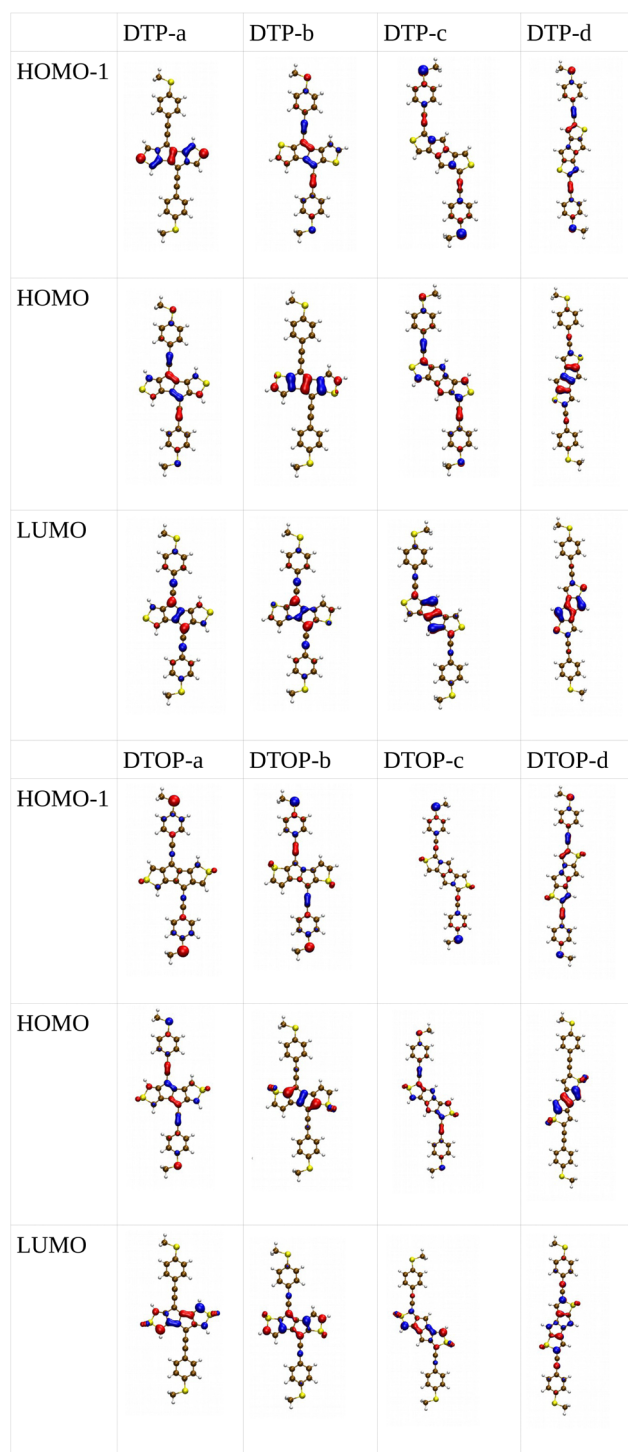 DTP-a DTP-b DTP-c DTP-d
HOMO-1
HOMO
LUMO
DTOP-a DTOP-b DTOP-c DTOP-d
HOMO-1
HOMO
LUMO